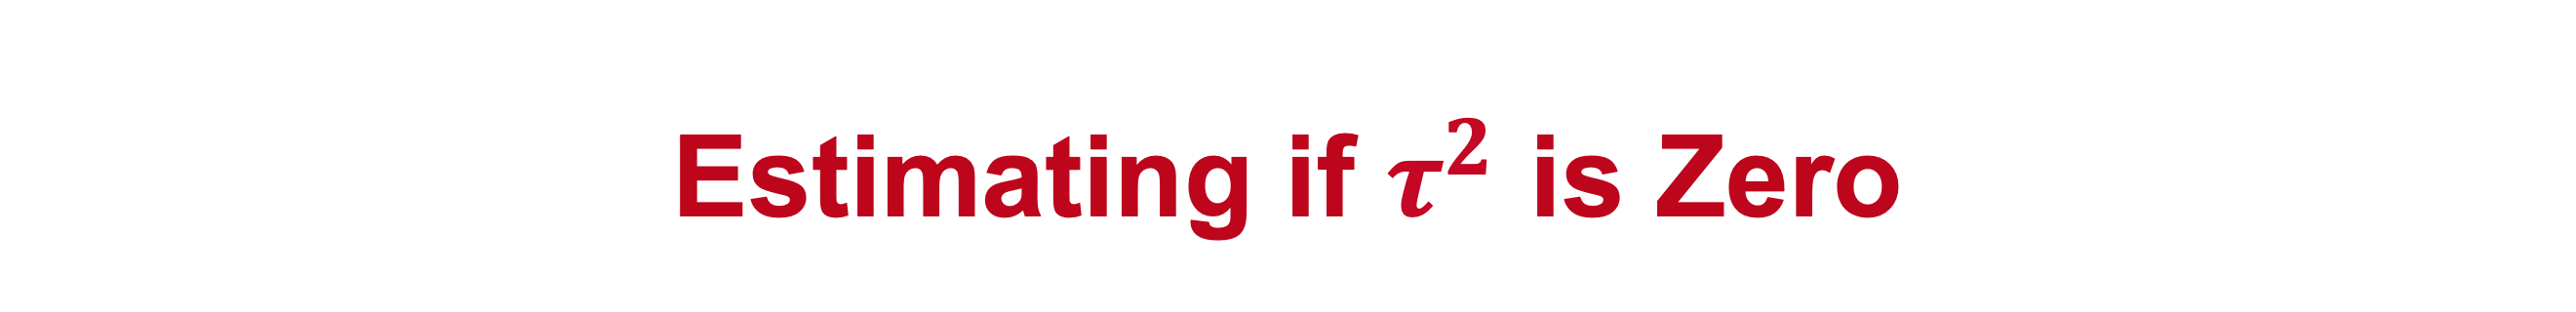 Estimating if 𝝉² is Zero